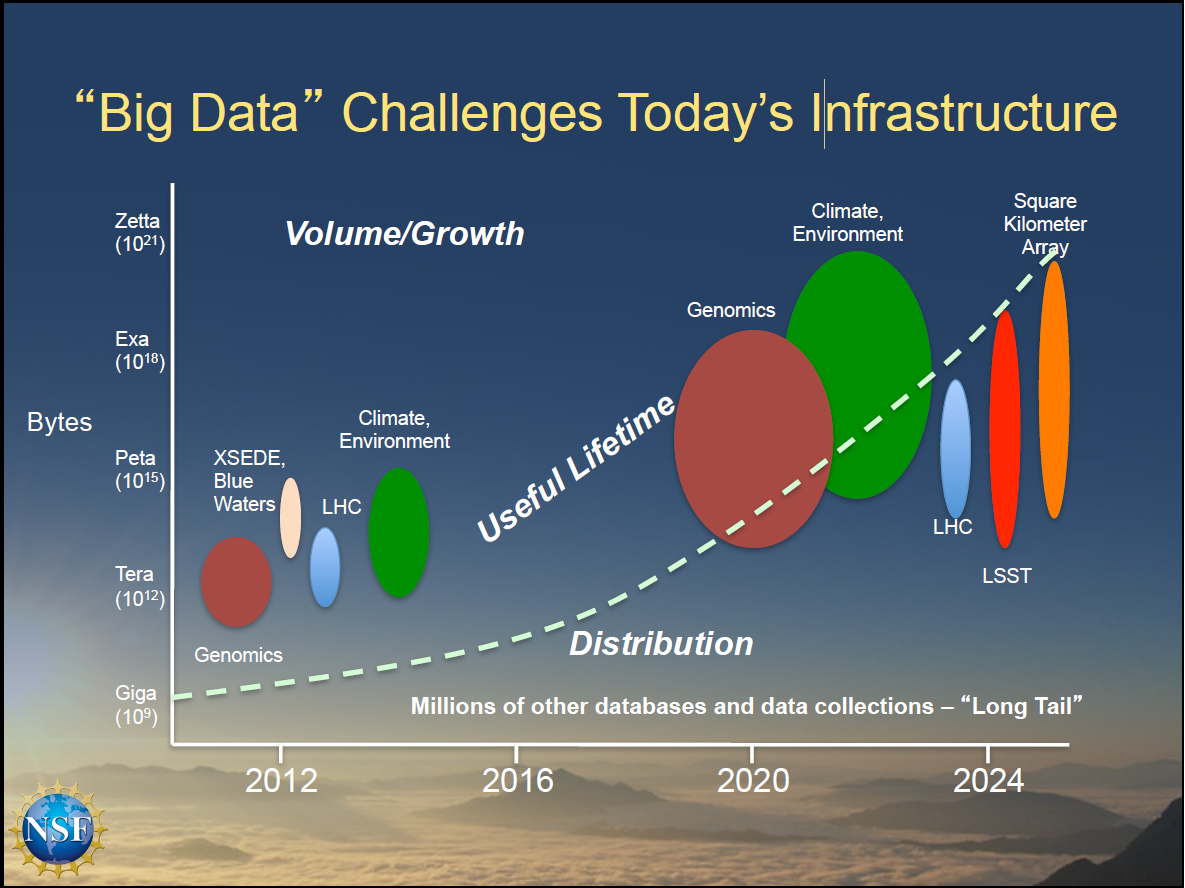 “Big Data” Challenges Today’s Infrastructure
Zetta
(10²¹)
Exa
(10¹⁸)
Bytes
Peta
(10¹⁵)
Tera
(10¹²)
Giga
(10⁹)
Volume/Growth
XSEDE,
Blue
Waters
LHC
Climate,
Environment
Genomics
Useful Lifetime
Genomics
Climate,
Environment
Square
Kilometer
Array
LHC
LSST
Distribution
Millions of other databases and data collections – “Long Tail”
2012
2016
2020
2024
NSF